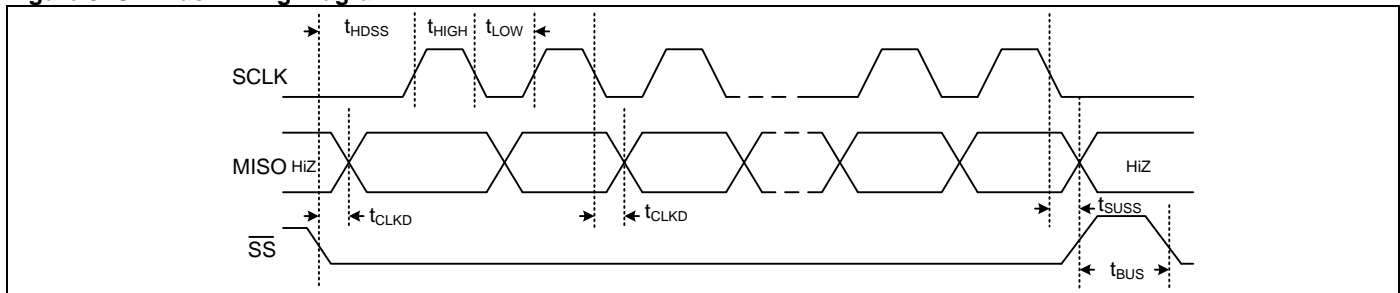 tHDSS tHIGH tLOW
SCLK
MISO HiZ HiZ
tCLKD tCLKD tSUSS
SS
tBUS